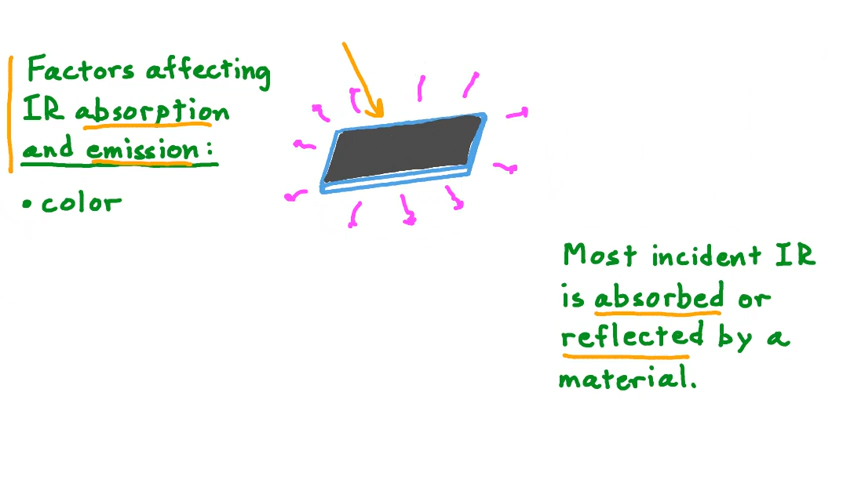 Factors affecting
IR absorption
and emission:
• color
Most incident IR
is absorbed or
reflected by a
material.